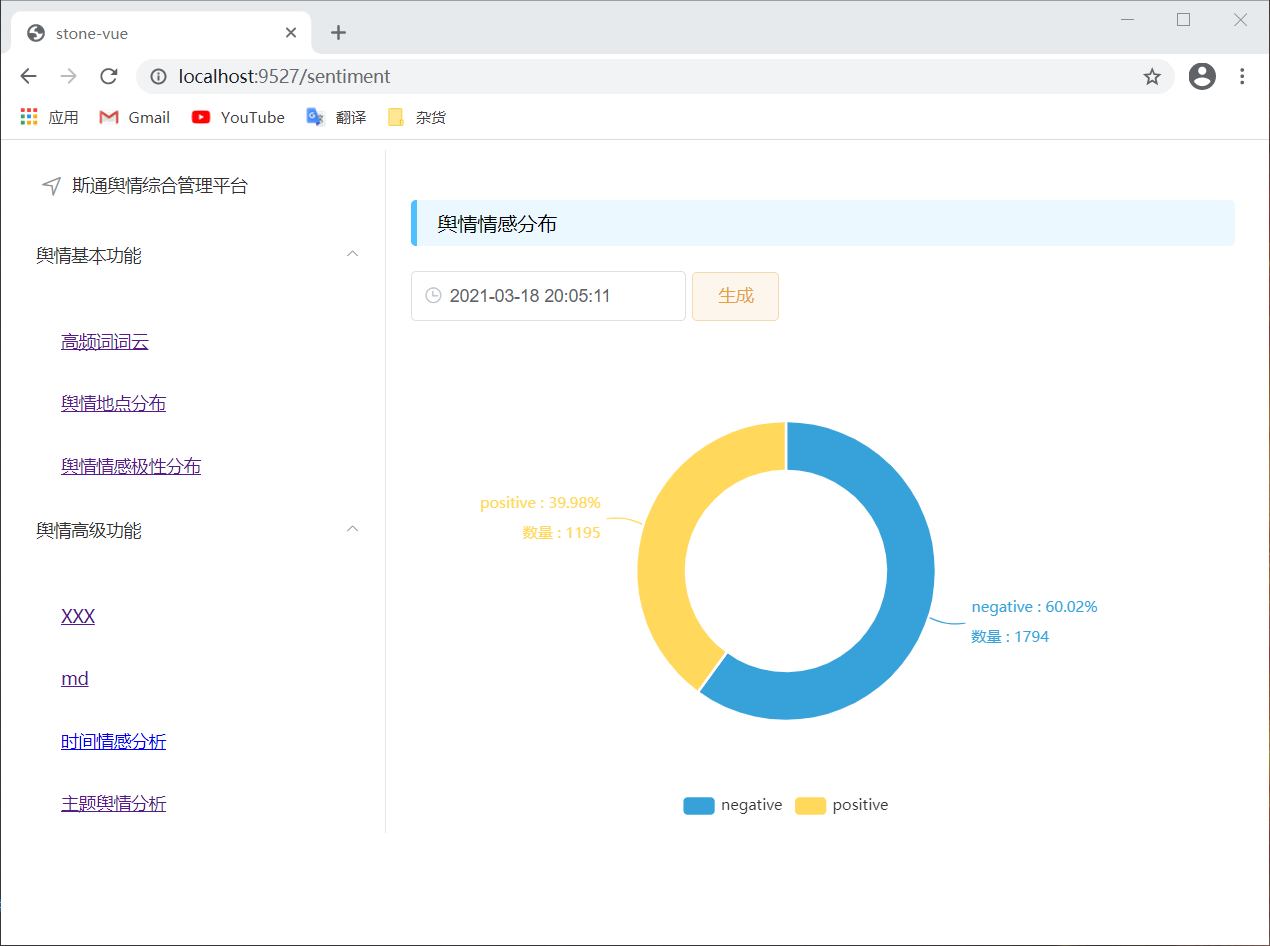 stone-vue
localhost:9527/sentiment
应用 Gmail YouTube 翻译 杂货
斯通舆情综合管理平台
舆情基本功能
高频词词云
舆情地点分布
舆情情感极性分布
舆情高级功能
XXX
md
时间情感分析
主题舆情分析
舆情情感分布
2021-03-18 20:05:11 生成
positive : 39.98%
数量 : 1195
negative : 60.02%
数量 : 1794
negative positive